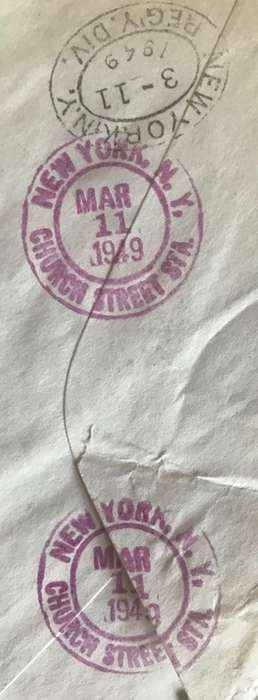 NEW YORK, N.Y. REG'Y. DIV.
3-11
1949
NEW YORK, N. Y.
MAR
11
1949
CHURCH STREET STA.
NEW YORK, N. Y.
MAR
11
1949
CHURCH STREET STA.